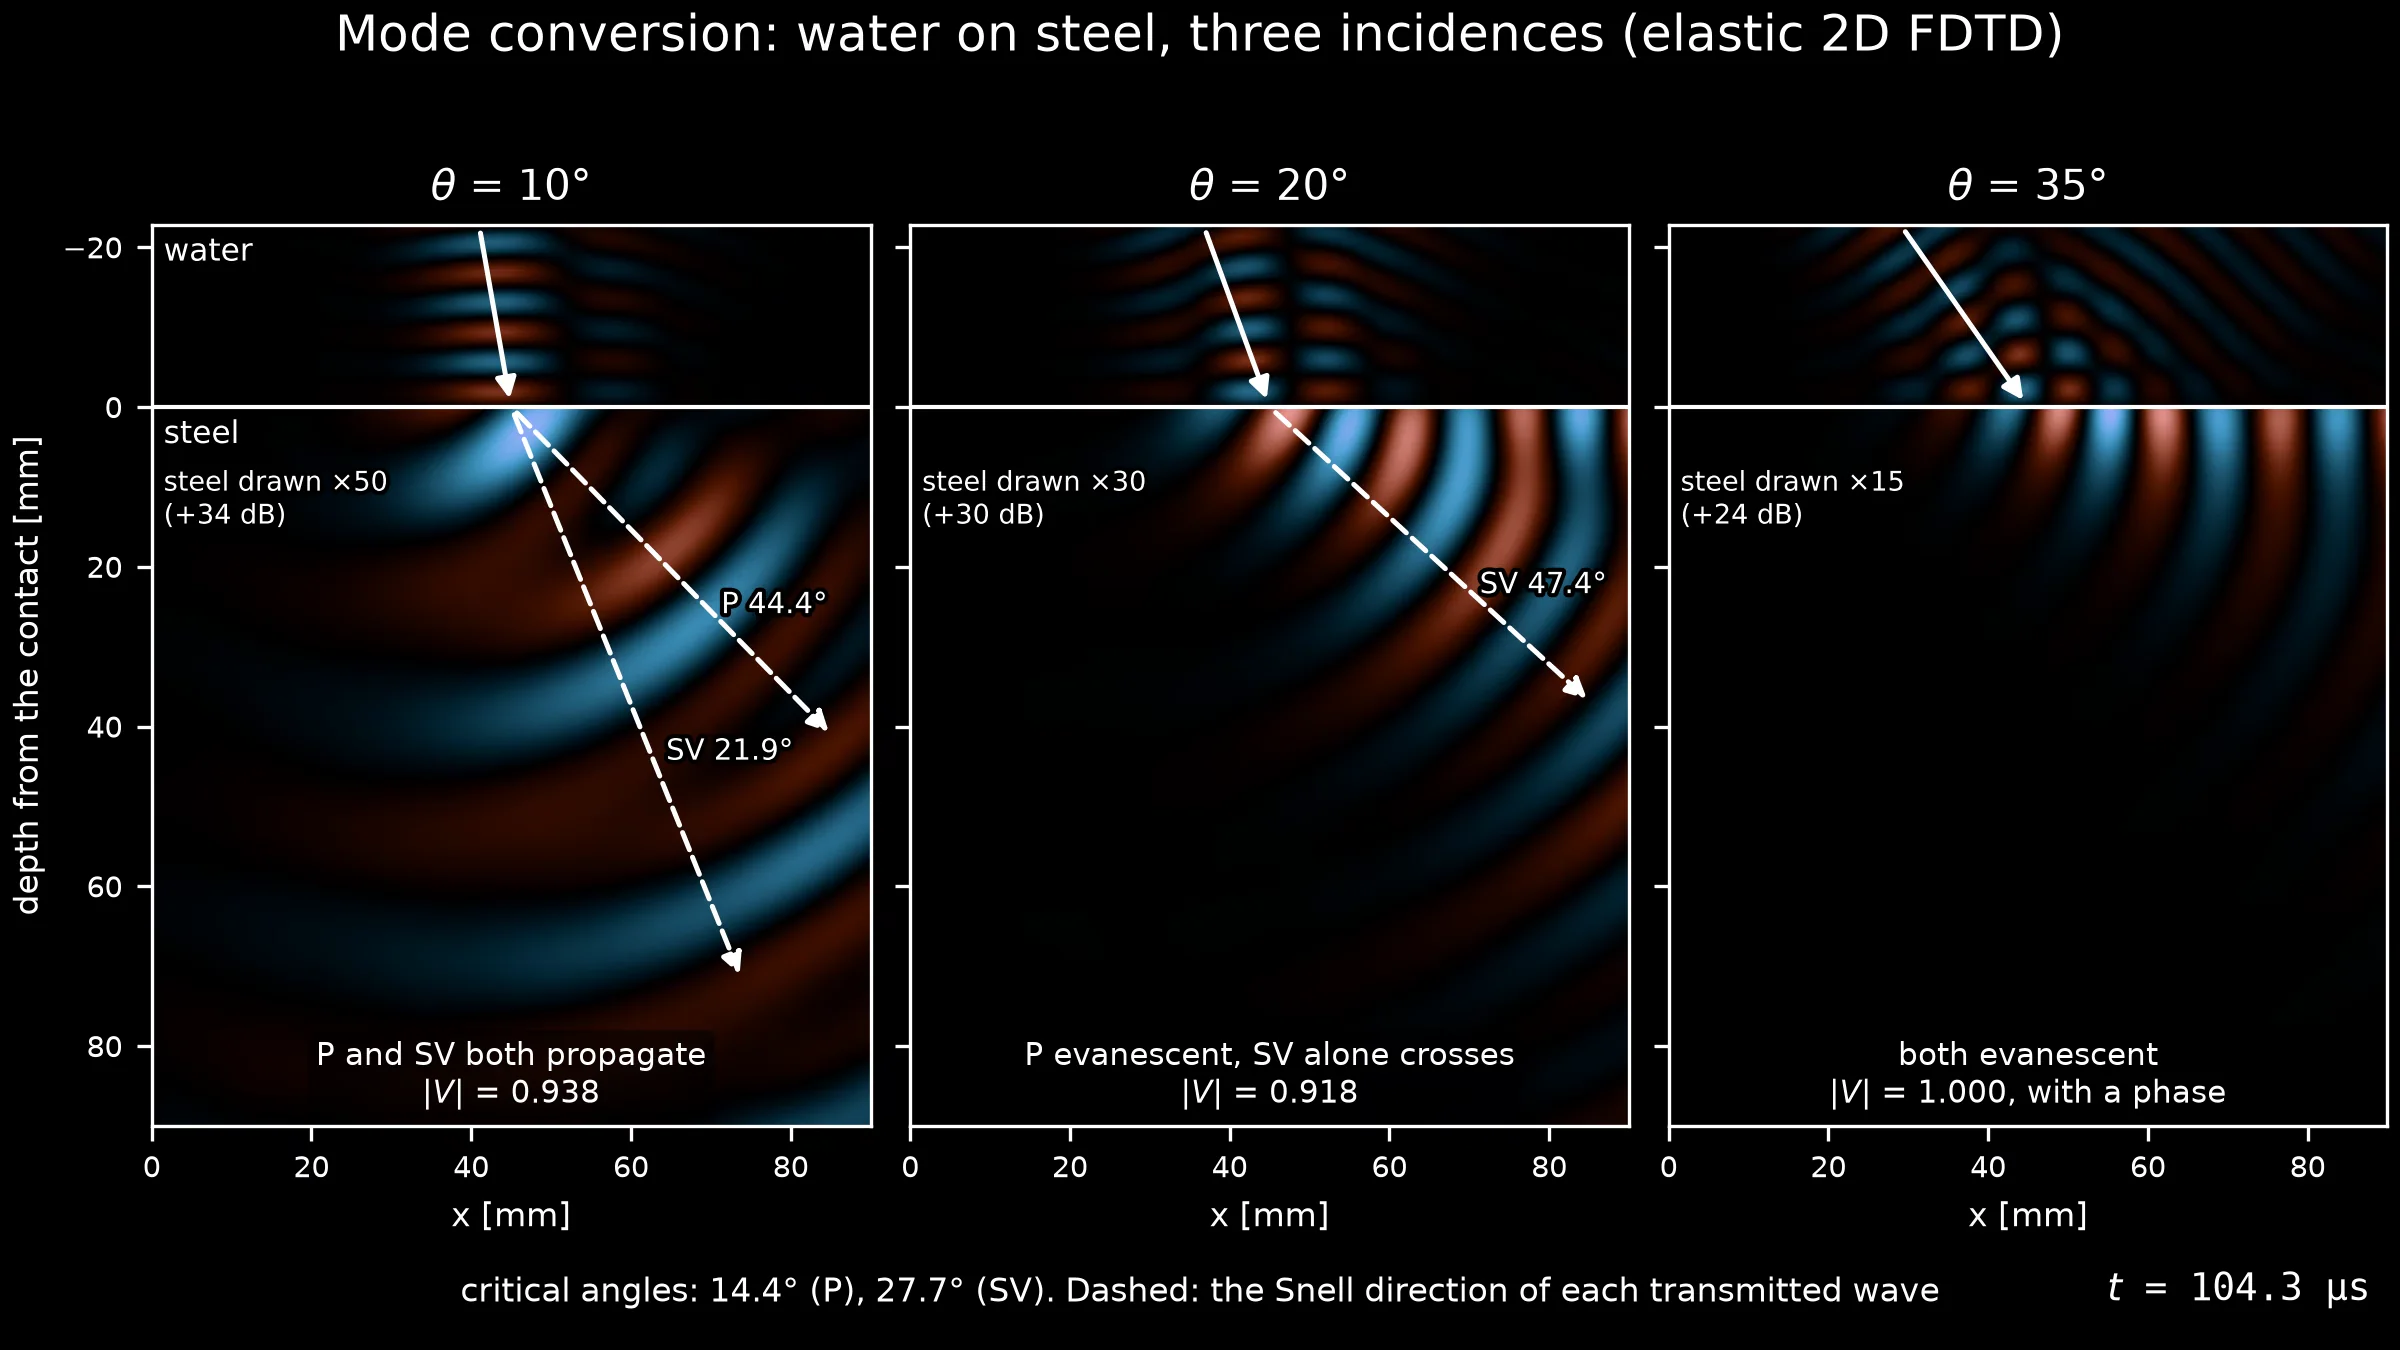 Mode conversion: water on steel, three incidences (elastic 2D FDTD)
θ = 10°
θ = 20°
θ = 35°
depth from the contact [mm]
−20
0
20
40
60
80
water
steel
steel drawn ×50
(+34 dB)
P 44.4°
SV 21.9°
P and SV both propagate
|V| = 0.938
0 20 40 60 80
x [mm]
steel drawn ×30
(+30 dB)
SV 47.4°
P evanescent, SV alone crosses
|V| = 0.918
0 20 40 60 80
x [mm]
steel drawn ×15
(+24 dB)
both evanescent
|V| = 1.000, with a phase
0 20 40 60 80
x [mm]
critical angles: 14.4° (P), 27.7° (SV). Dashed: the Snell direction of each transmitted wave
t = 104.3 µs